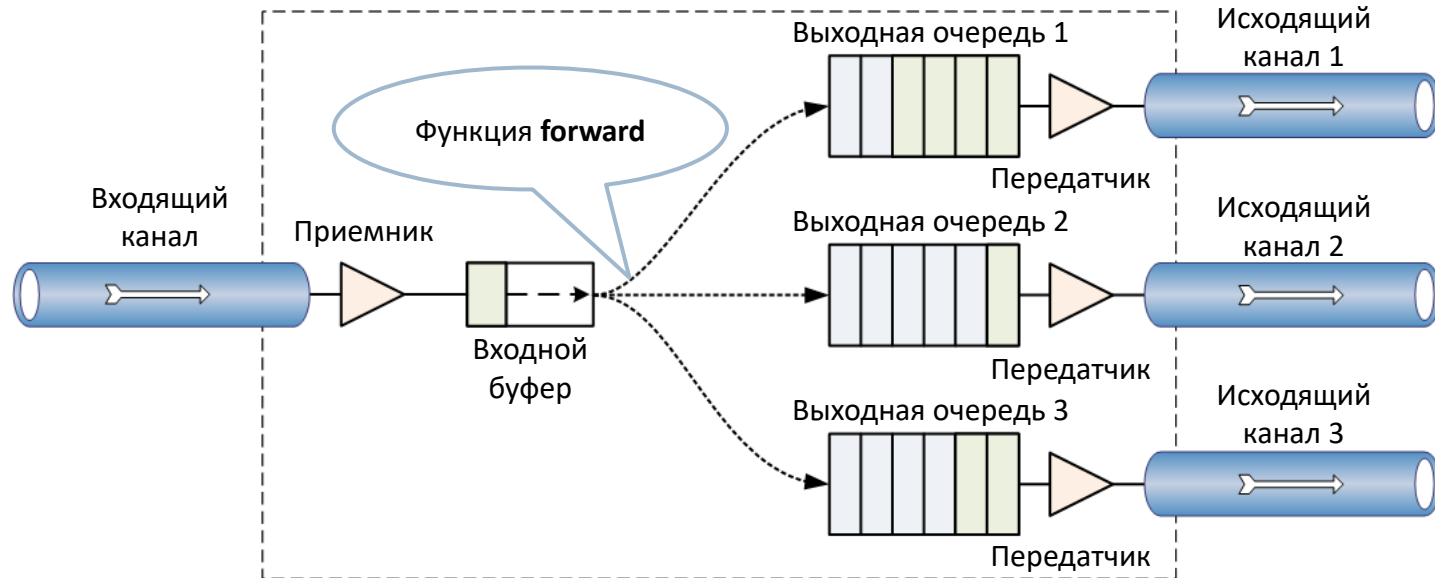 Выходная очередь 1
Исходящий
канал 1
Функция forward
Передатчик
Входящий
канал
Приемник
Выходная очередь 2
Исходящий
канал 2
Входной
буфер
Передатчик
Выходная очередь 3
Исходящий
канал 3
Передатчик